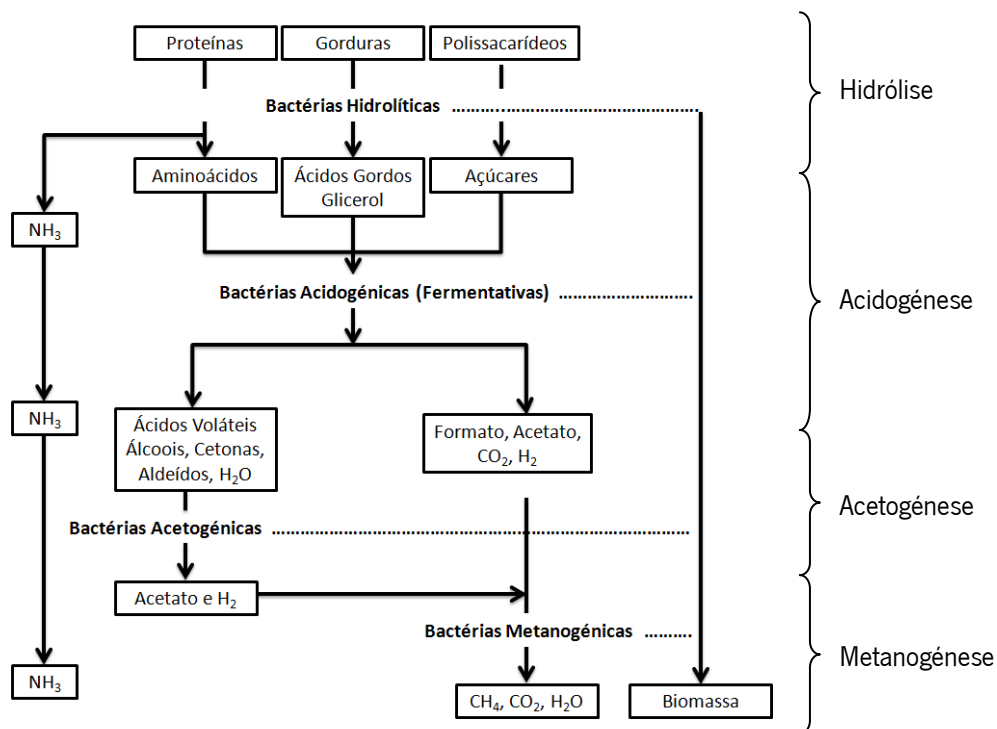 Proteínas
Gorduras
Polissacarídeos
Hidrólise
Bactérias Hidrolíticas ................................................
Aminoácidos
Ácidos Gordos
Glicerol
Açúcares
NH₃
Bactérias Acidogénicas (Fermentativas) ..........................
Acidogénese
NH₃
Ácidos Voláteis
Álcoois, Cetonas,
Aldeídos, H₂O
Formato, Acetato,
CO₂, H₂
Bactérias Acetogénicas ................................................................................
Acetogénese
Acetato e H₂
Bactérias Metanogénicas ..........
Metanogénese
NH₃
CH₄, CO₂, H₂O
Biomassa